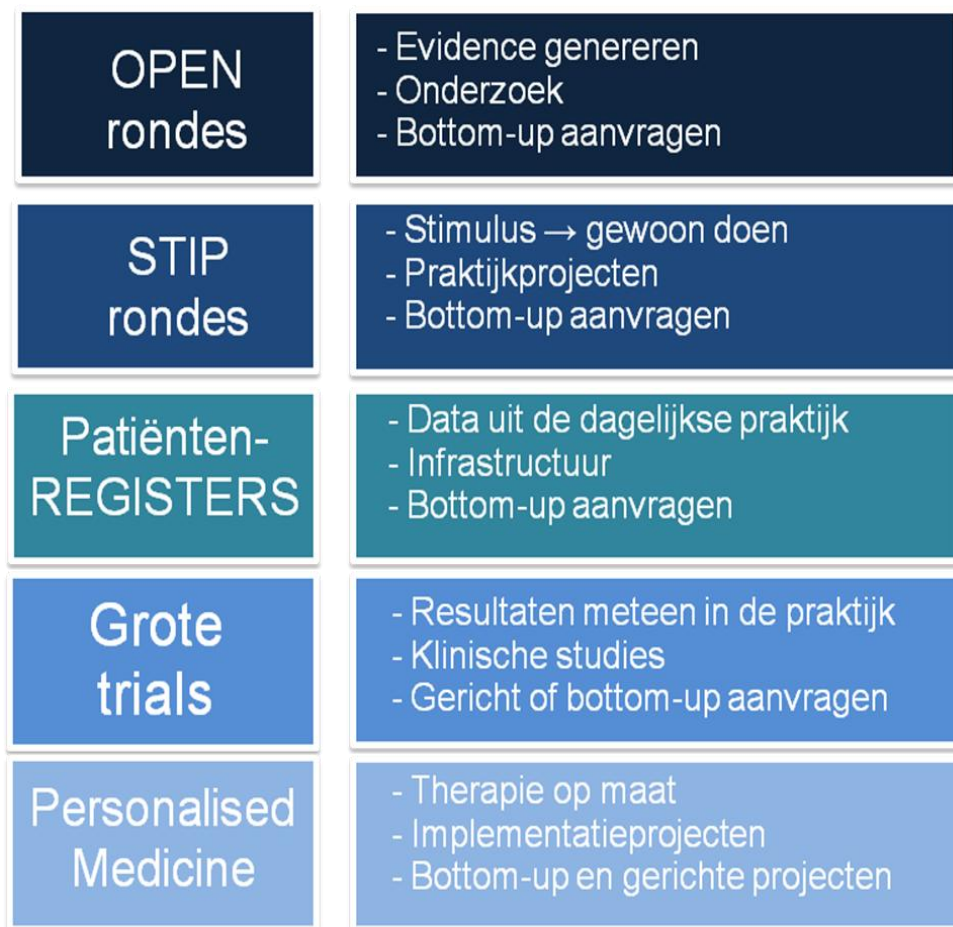 OPEN
rondes
- Evidence genereren
- Onderzoek
- Bottom-up aanvragen
STIP
rondes
- Stimulus → gewoon doen
- Praktijkprojecten
- Bottom-up aanvragen
Patiënten-
REGISTERS
- Data uit de dagelijkse praktijk
- Infrastructuur
- Bottom-up aanvragen
Grote
trials
- Resultaten meteen in de praktijk
- Klinische studies
- Gericht of bottom-up aanvragen
Personalised
Medicine
- Therapie op maat
- Implementatieprojecten
- Bottom-up en gerichte projecten